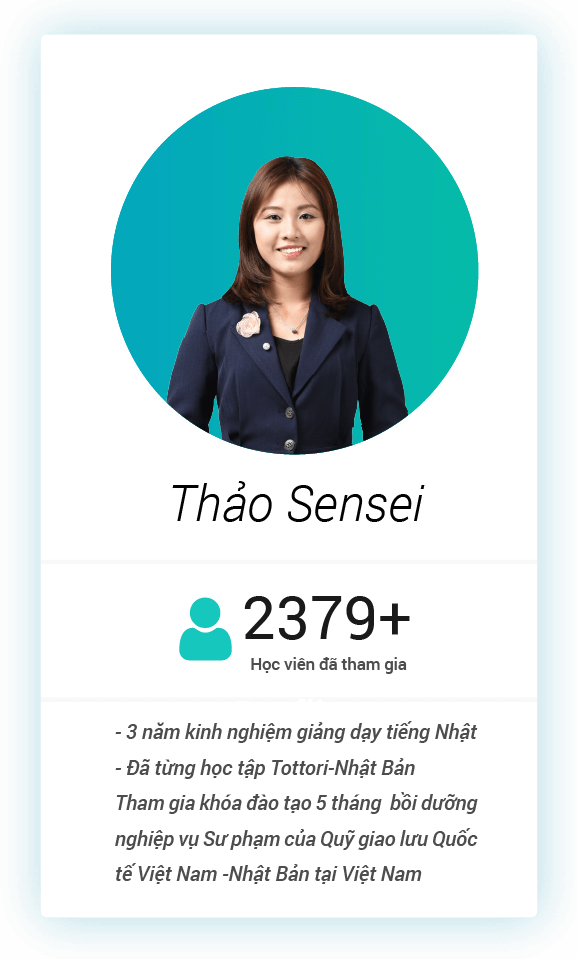 Thảo Sensei
2379+
Học viên đã tham gia
- 3 năm kinh nghiệm giảng dạy tiếng Nhật
- Đã từng học tập Tottori-Nhật Bản
Tham gia khóa đào tạo 5 tháng bồi dưỡng
nghiệp vụ Sư phạm của Quỹ giao lưu Quốc
tế Việt Nam -Nhật Bản tại Việt Nam